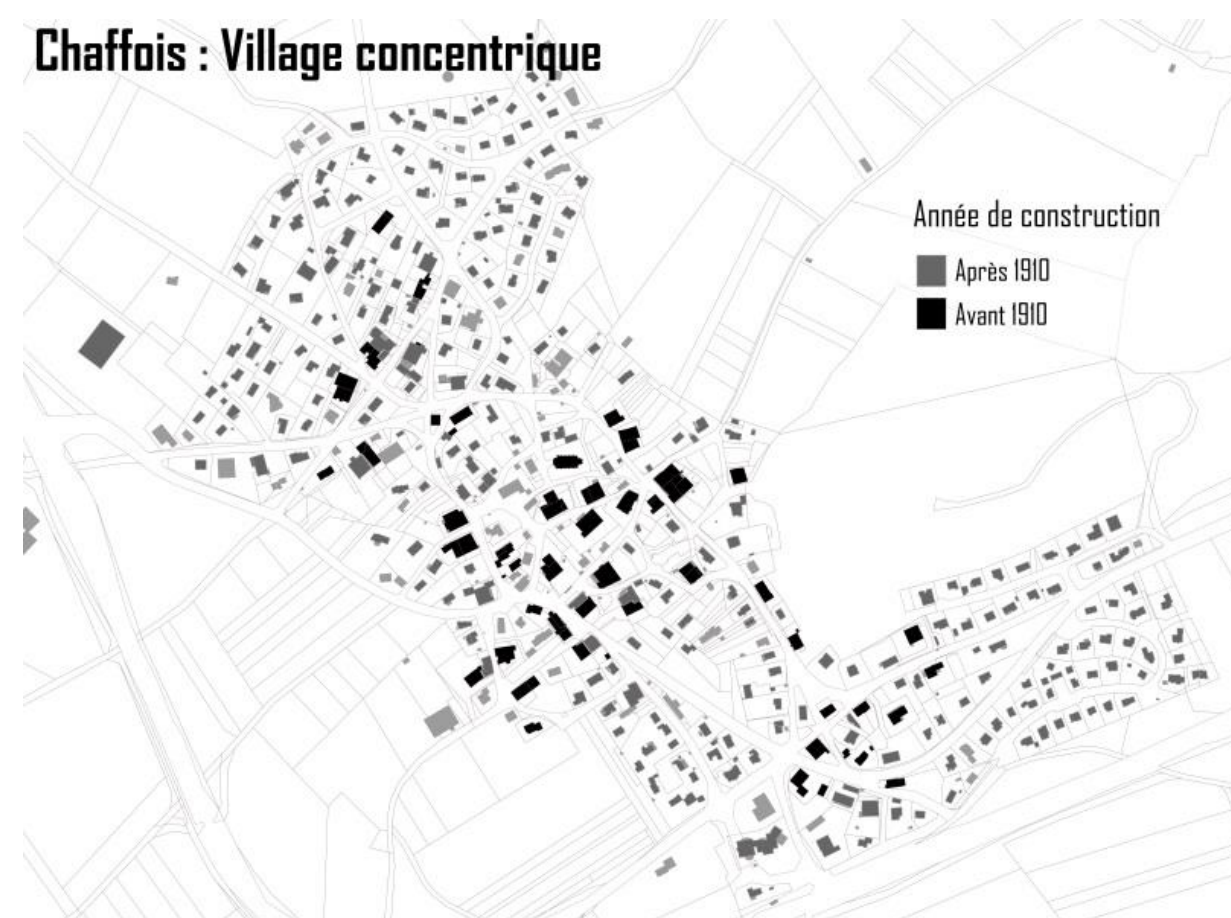 Chaffois : Village concentrique
Année de construction
Après 1910
Avant 1910